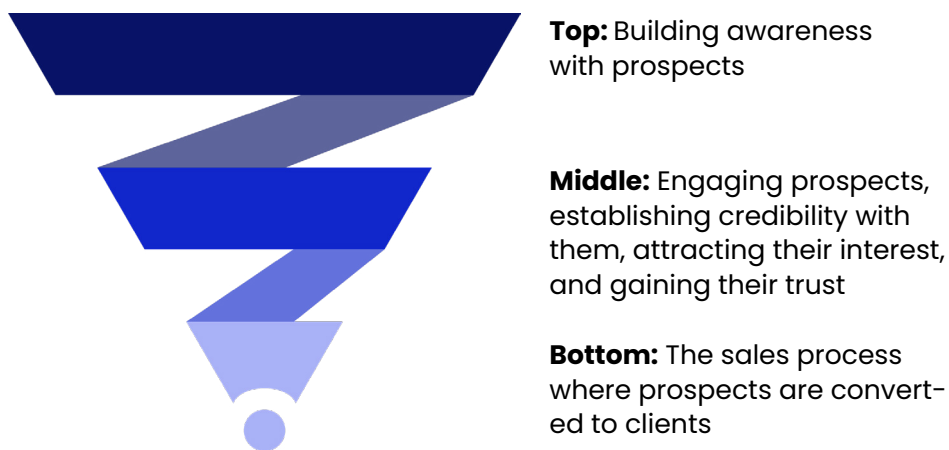 Top: Building awareness
with prospects
Middle: Engaging prospects,
establishing credibility with
them, attracting their interest,
and gaining their trust
Bottom: The sales process
where prospects are convert-
ed to clients